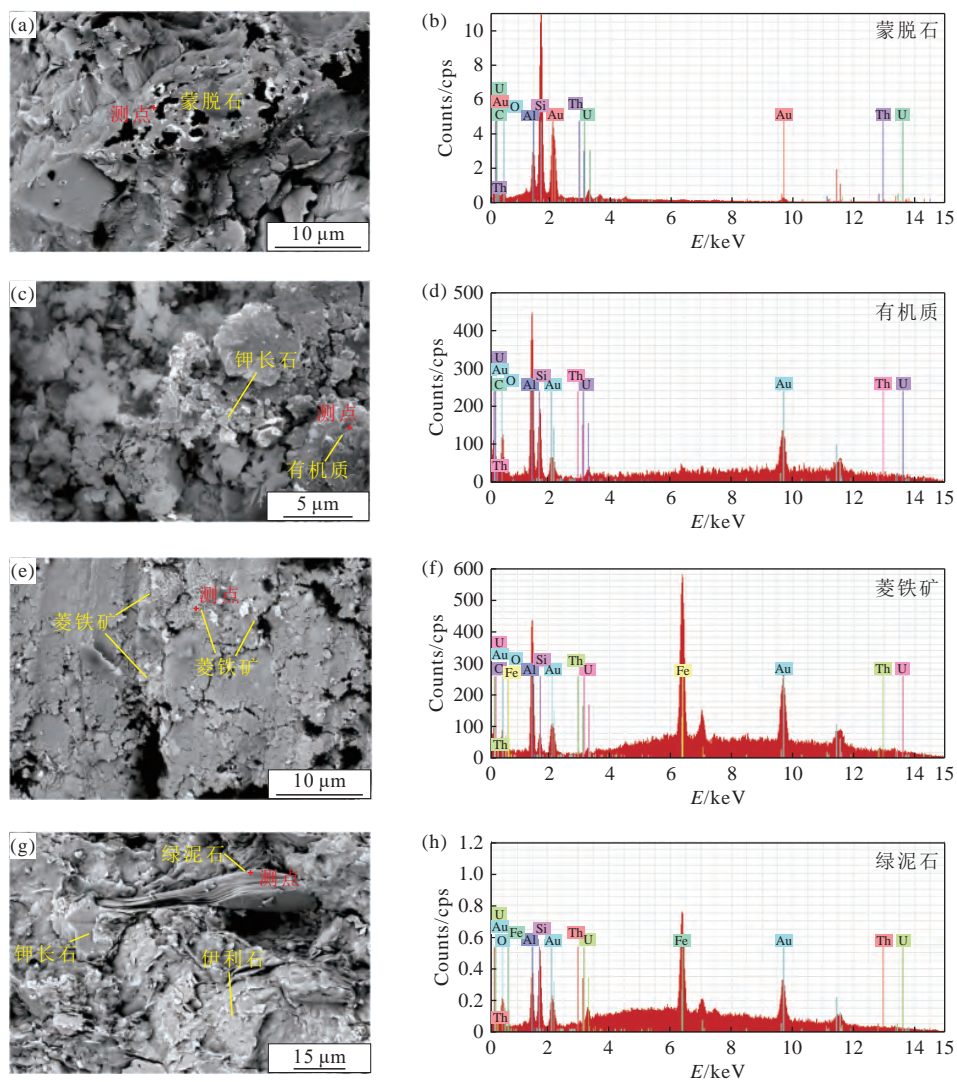 (a)
测点
蒙脱石
10 μm
(b)
蒙脱石
Counts/cps
10
8
6
4
2
0
U
Au O
C
Al
Si
Au
Th
U
Au
Th
U
Th
0 2 4 6 8 10 12 14 15
E/keV
(c)
钾长石
测点
有机质
5 μm
(d)
有机质
Counts/cps
500
400
300
200
100
0
U
Au
O
C
Al
Si
Au
Th
U
Au
Th
U
Th
0 2 4 6 8 10 12 14 15
E/keV
(e)
测点
菱铁矿
菱铁矿
10 μm
(f)
菱铁矿
Counts/cps
600
500
400
300
200
100
0
U
Au O
C
Fe
Al
Si
Au
Th
U
Fe
Au
Th
U
Th
0 2 4 6 8 10 12 14 15
E/keV
(g)
绿泥石
测点
钾长石
伊利石
15 μm
(h)
绿泥石
Counts/cps
1.2
1.0
0.8
0.6
0.4
0.2
0
U
Au
Fe
O
Al
Si
Au
Th
U
Fe
Au
Th
U
Th
0 2 4 6 8 10 12 14 15
E/keV